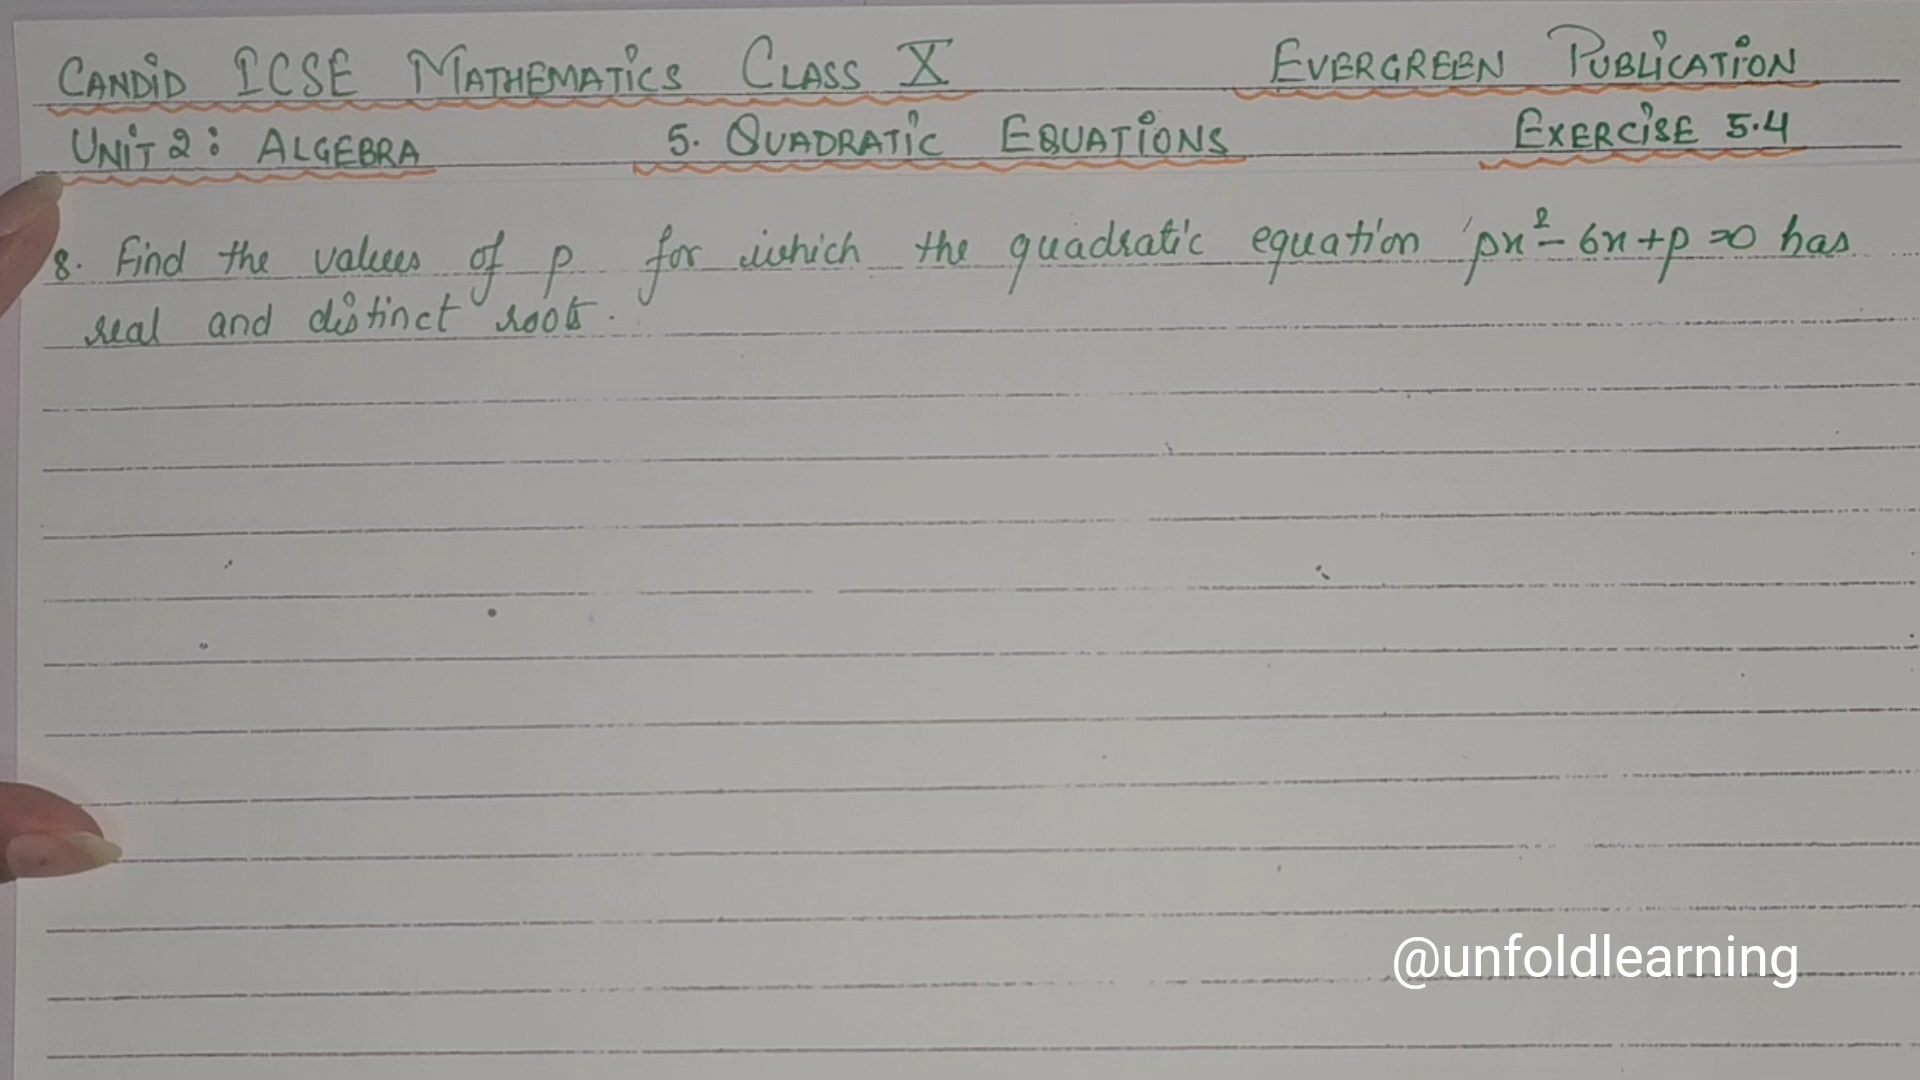 CANDID ICSE MATHEMATICS CLASS X EVERGREEN PUBLICATION
UNIT 2: ALGEBRA 5. QUADRATIC EQUATIONS EXERCISE 5.4
8. Find the values of p for which the quadratic equation px² - 6x + p = 0 has
real and distinct roots.
@unfoldlearning